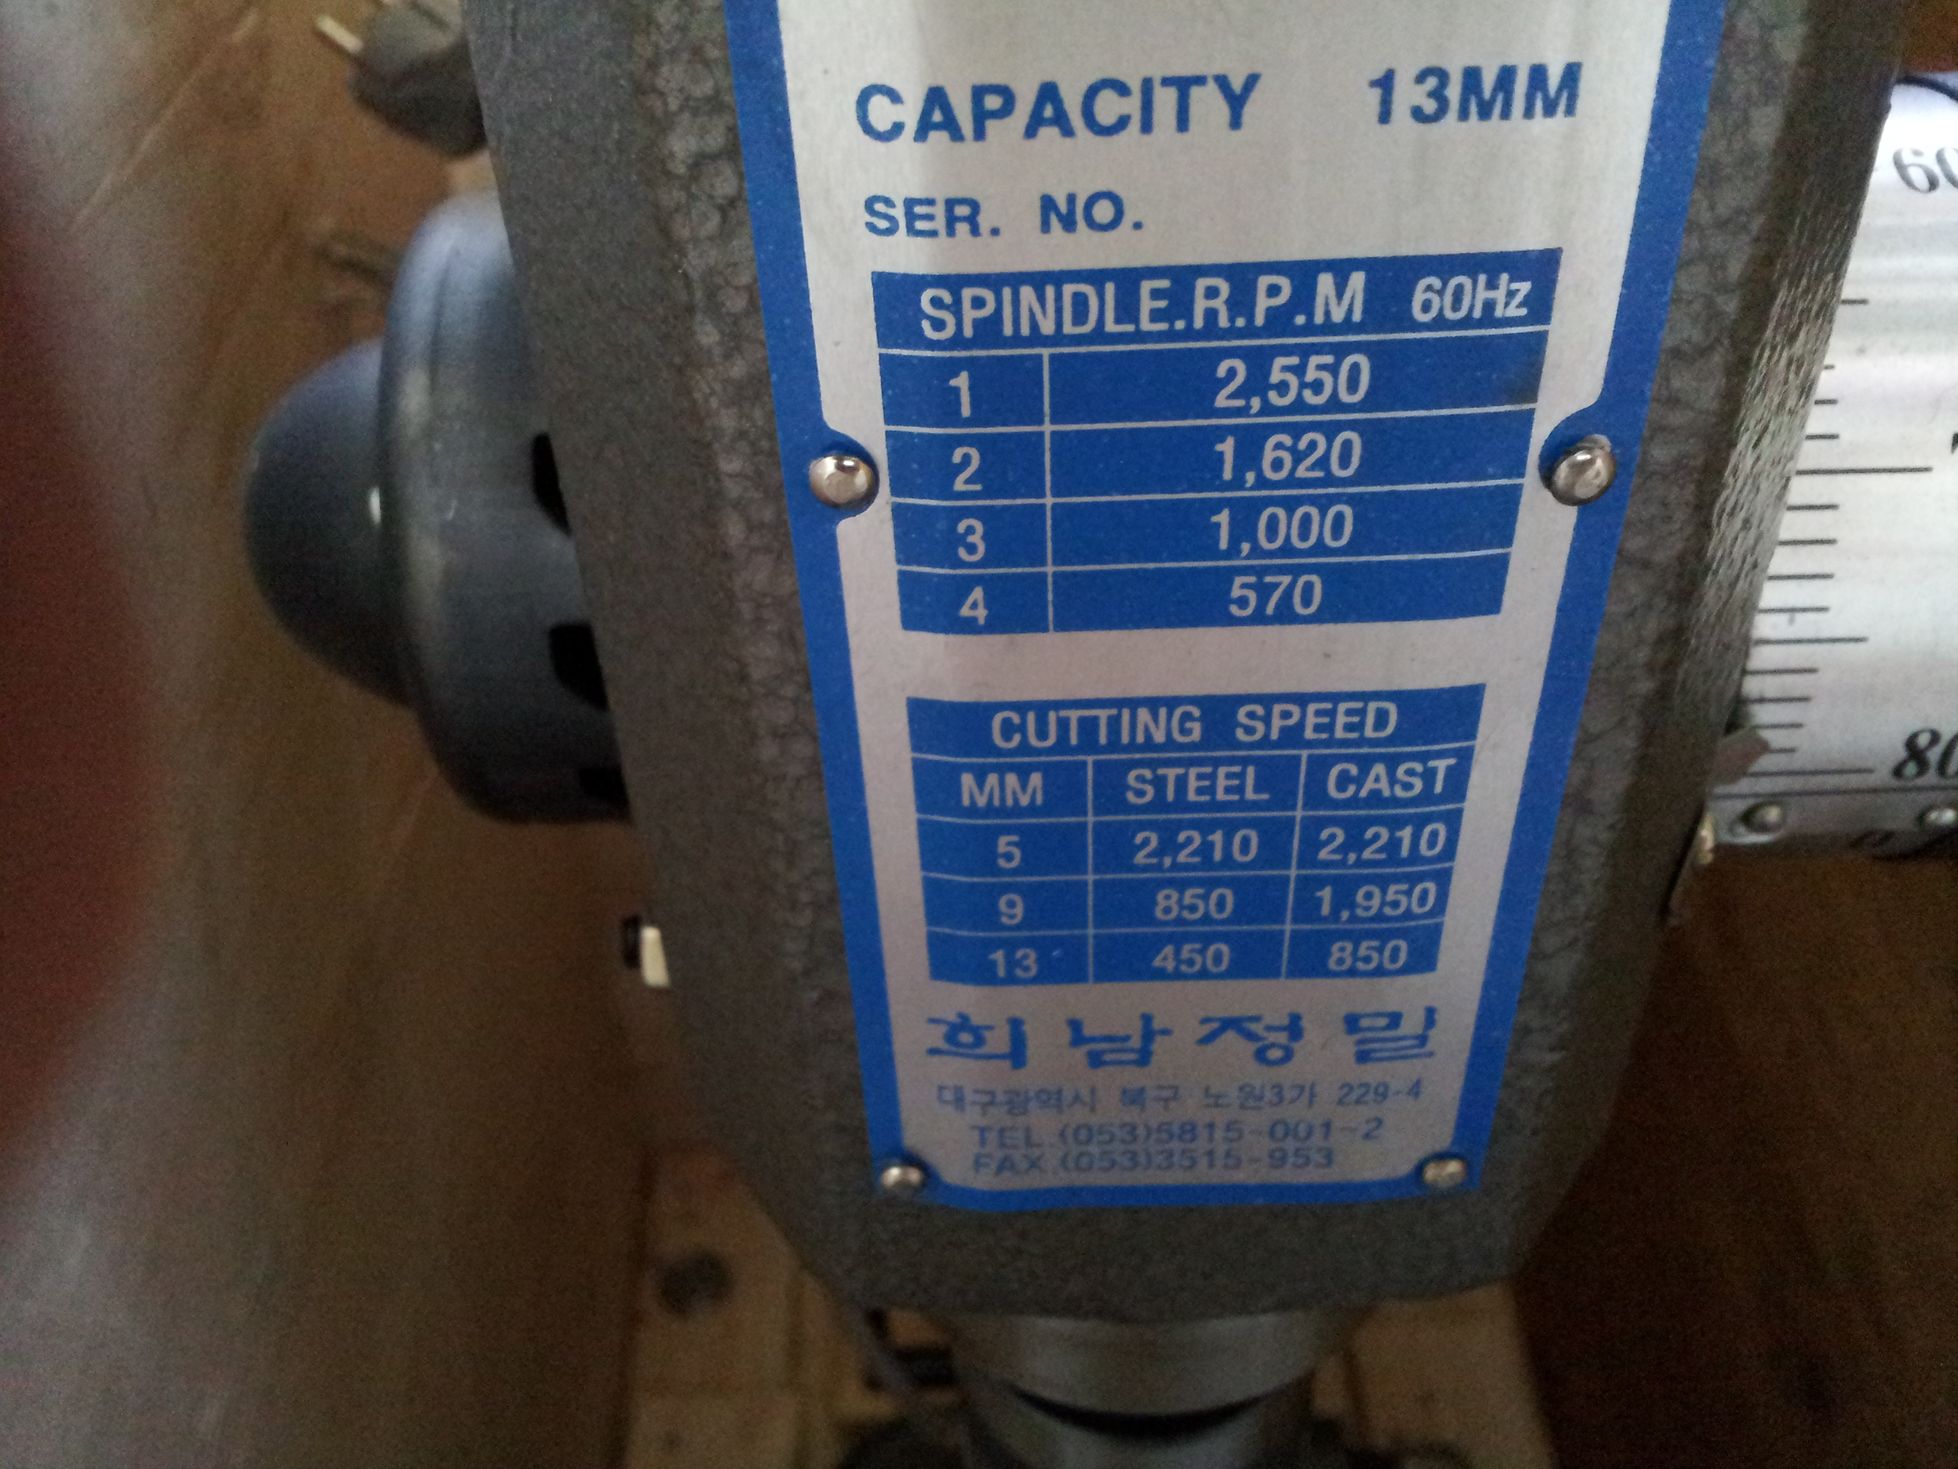 CAPACITY 13MM
SER. NO.
SPINDLE.R.P.M 60Hz
1 2,550
2 1,620
3 1,000
4 570
CUTTING SPEED
MM STEEL CAST
5 2,210 2,210
9 850 1,950
13 450 850
희남정밀
대구광역시 북구 노원3가 229-4
TEL.(053)5815-001~2
FAX.(053)3515-953
60
80